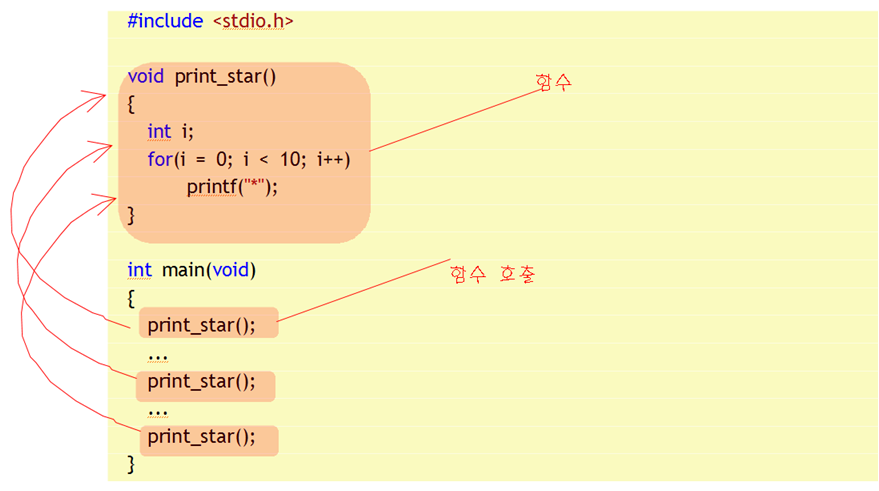 #include <stdio.h>
void print_star()
함수
{
int i;
for(i = 0; i < 10; i++)
printf("*");
}
int main(void)
함수 호출
{
print_star();
...
print_star();
...
print_star();
}